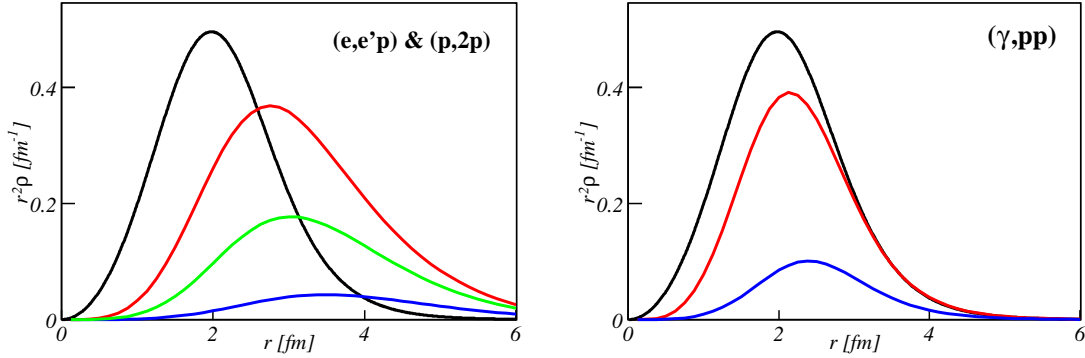 (e,e'p) & (p,2p)
r²ρ [fm⁻¹]
0.4
0.2
0
0 2 4 6
r [fm]
(γ,pp)
r²ρ [fm⁻¹]
0.4
0.2
0
0 2 4 6
r [fm]